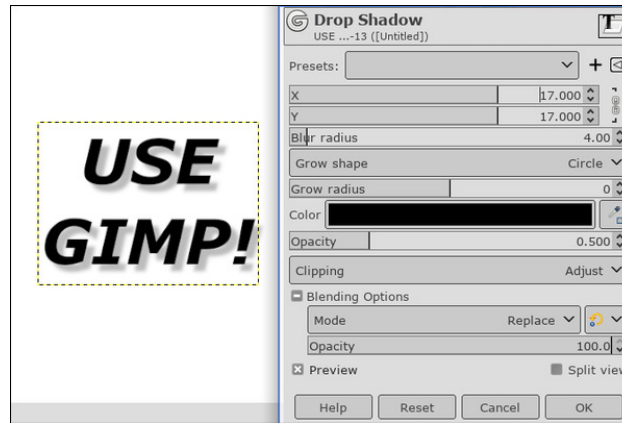 USE
GIMP!
Drop Shadow
USE ...-13 ([Untitled])
Presets:
X 17.000
Y 17.000
Blur radius 4.00
Grow shape Circle
Grow radius 0
Color
Opacity 0.500
Clipping Adjust
Blending Options
Mode Replace
Opacity 100.0
Preview Split view
Help Reset Cancel OK